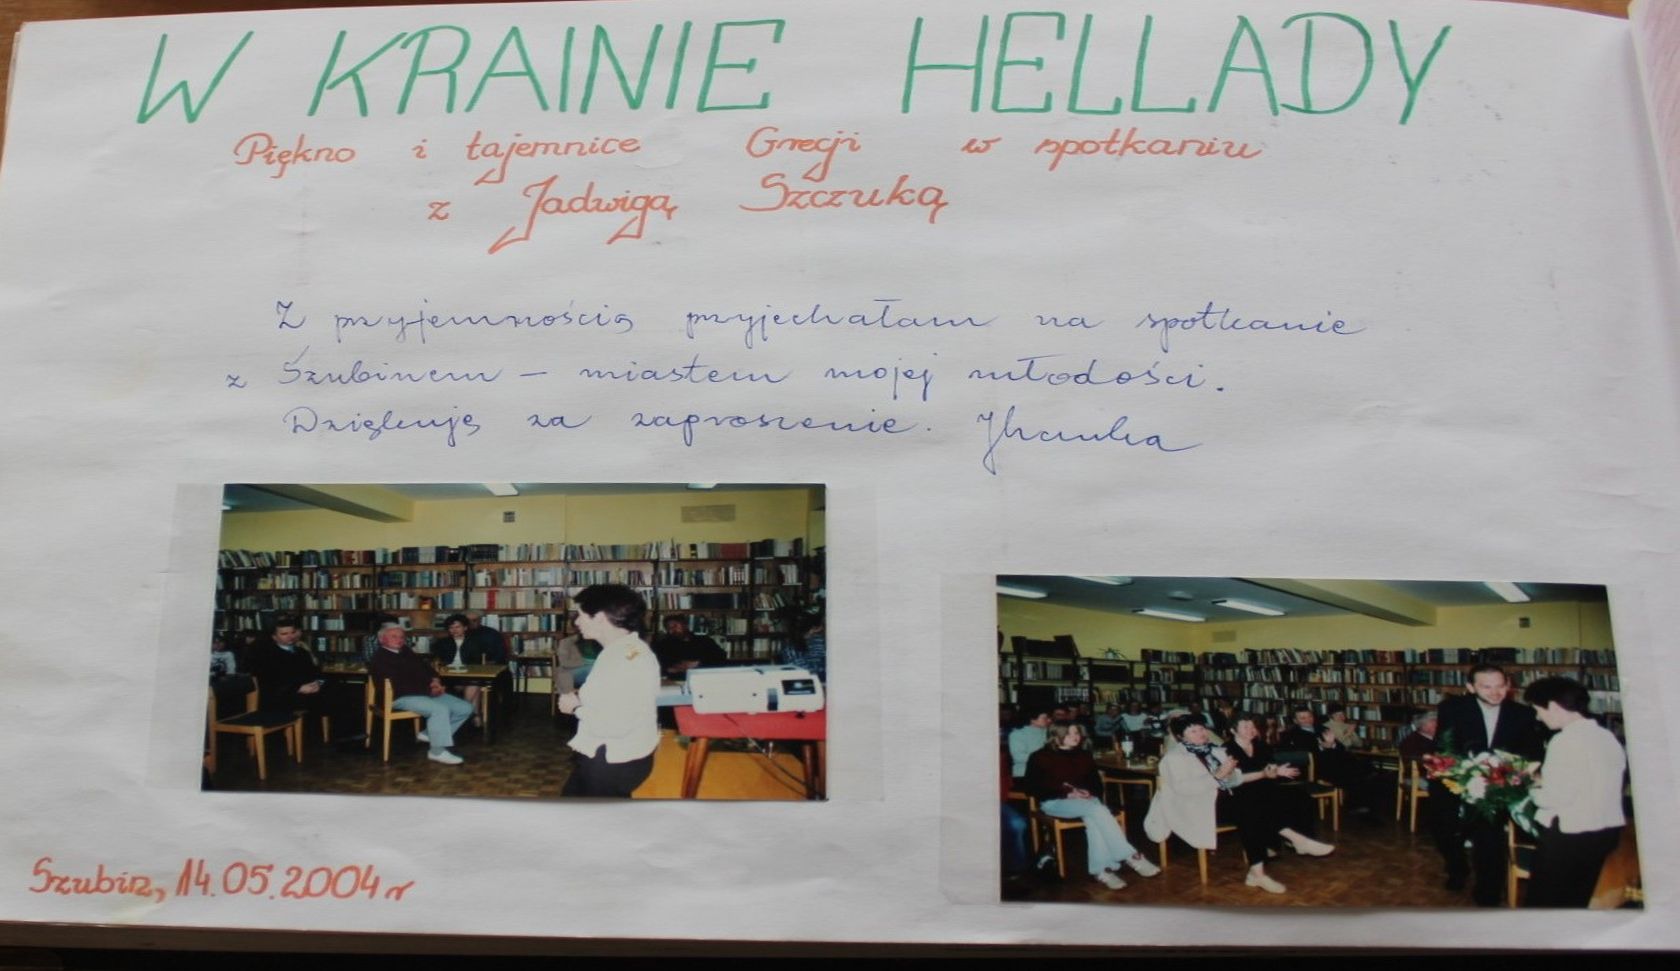 W KRAINIE HELLADY
Piękno i tajemnice Grecji w spotkaniu
z Jadwigą Szczuką
Z przyjemnością przyjechałam na spotkanie
z Szubinem – miastem mojej młodości.
Dziękuję za zaproszenie.
Szubin, 14.05.2004 r